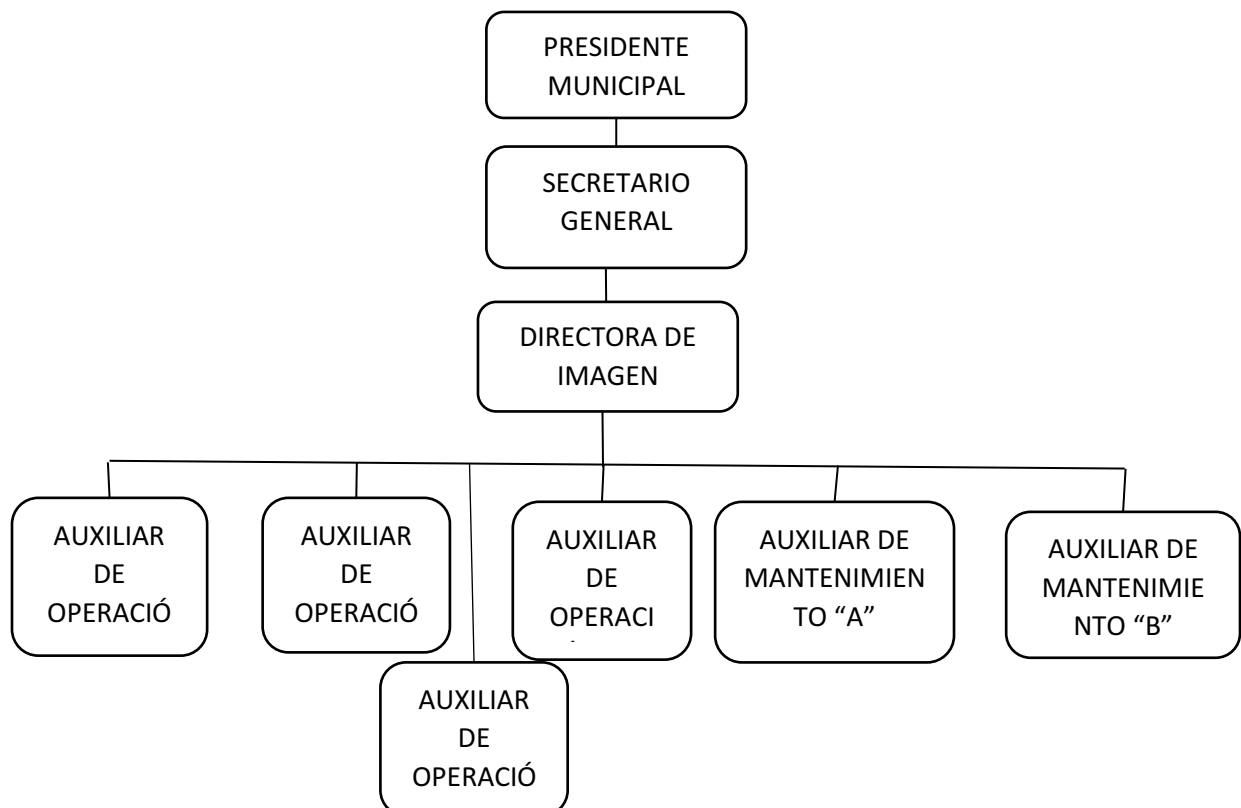 PRESIDENTE
MUNICIPAL
SECRETARIO
GENERAL
DIRECTORA DE
IMAGEN
AUXILIAR
DE
OPERACIÓ
AUXILIAR
DE
OPERACIÓ
AUXILIAR
DE
OPERACI
AUXILIAR DE
MANTENIMIEN
TO “A”
AUXILIAR DE
MANTENIMIE
NTO “B”
AUXILIAR
DE
OPERACIÓ